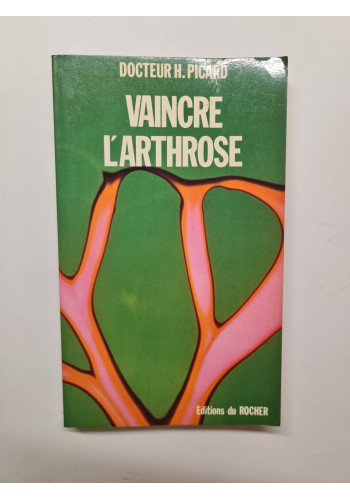 DOCTEUR H. PICARD
VAINCRE
L'ARTHROSE
Editions du ROCHER